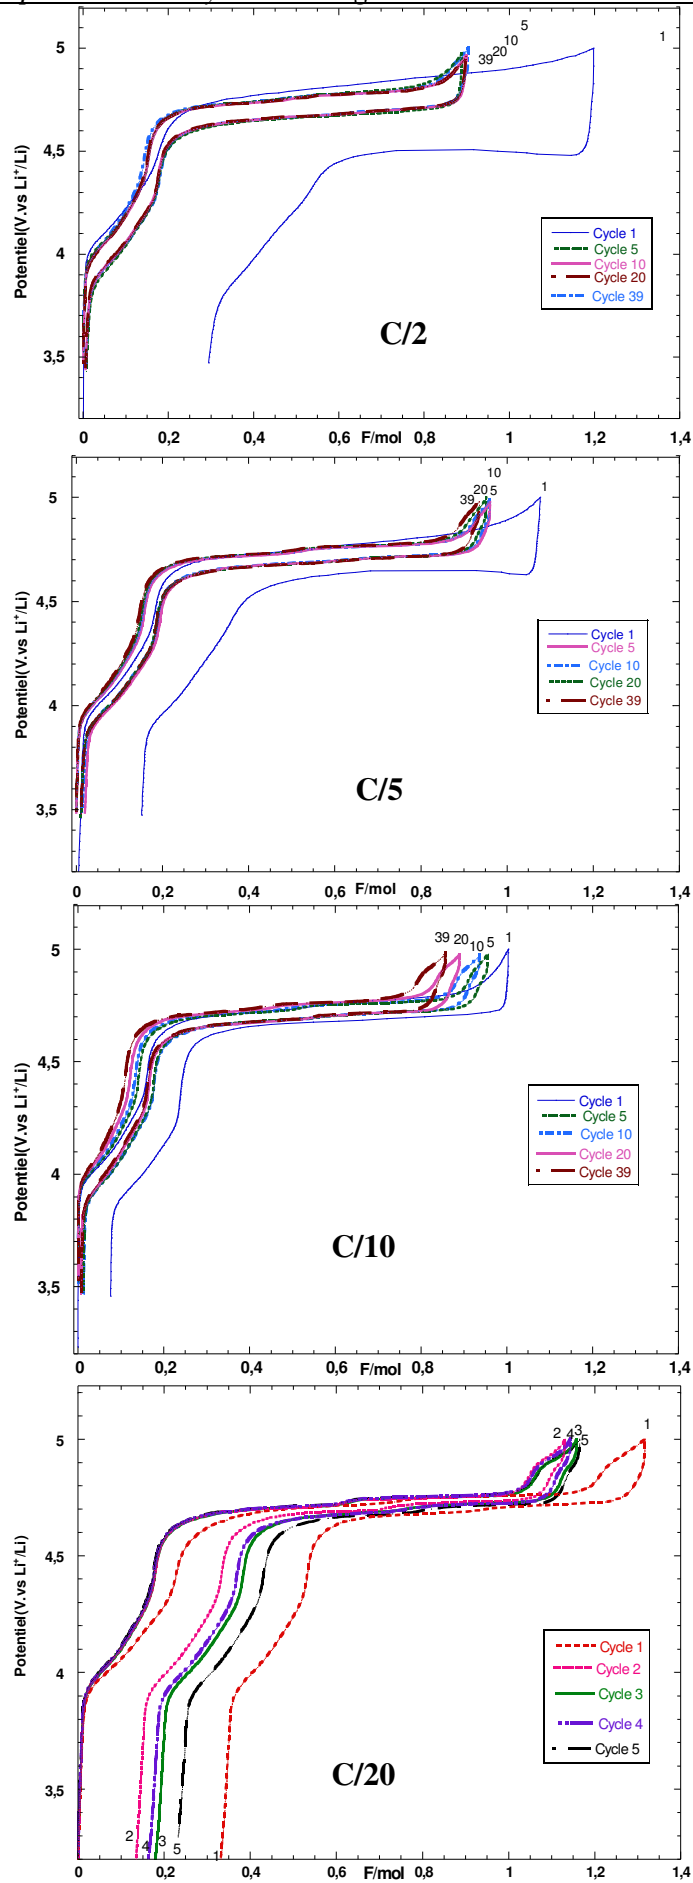 5
1
10
20
39
5
4,5
4
3,5
Potentiel(V.vs Li+/Li)
Cycle 1
Cycle 5
Cycle 10
Cycle 20
Cycle 39
C/2
0 0,2 0,4 0,6 0,8 1 1,2 1,4
F/mol
10
20
1
39
5
5
4,5
4
3,5
Potentiel(V.vs Li+/Li)
Cycle 1
Cycle 5
Cycle 10
Cycle 20
Cycle 39
C/5
0 0,2 0,4 0,6 0,8 1 1,2 1,4
F/mol
39 20 10 5 1
5
4,5
4
3,5
Potentiel(V.vs Li+/Li)
Cycle 1
Cycle 5
Cycle 10
Cycle 20
Cycle 39
C/10
0 0,2 0,4 0,6 0,8 1 1,2 1,4
F/mol
2 4 3 5 1
5
4,5
4
3,5
Potentiel(V.vs Li+/Li)
Cycle 1
Cycle 2
Cycle 3
Cycle 4
Cycle 5
C/20
2 4 3 5 1
0 0,2 0,4 0,6 0,8 1 1,2 1,4
F/mol